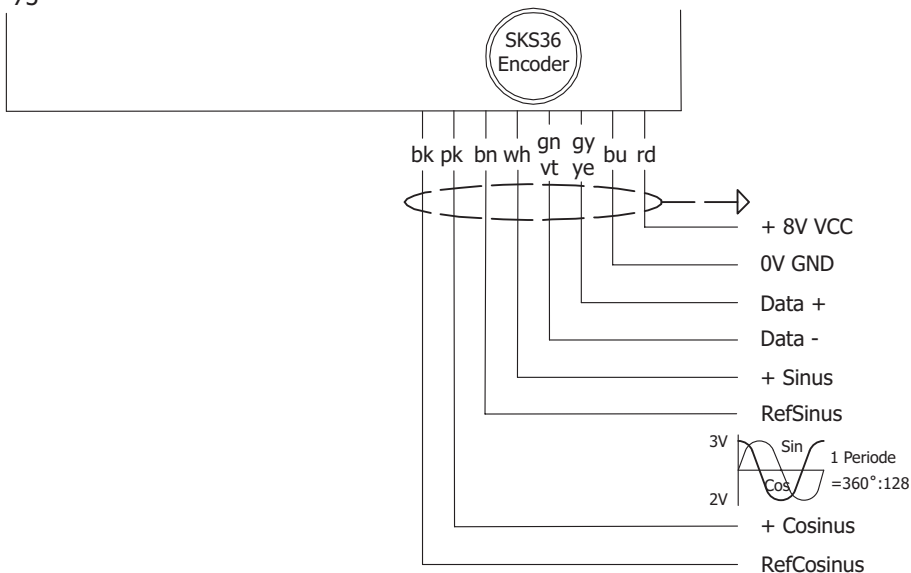 SKS36
Encoder
bk pk bn wh gn vt gy ye bu rd
+ 8V VCC
0V GND
Data +
Data -
+ Sinus
RefSinus
3V
Sin
1 Periode
Cos
=360°:128
2V
+ Cosinus
RefCosinus